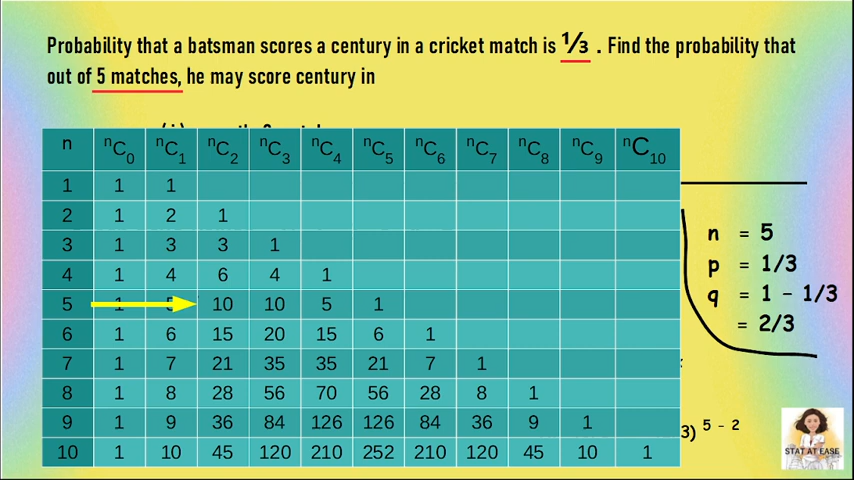 Probability that a batsman scores a century in a cricket match is ⅓ . Find the probability that
out of 5 matches, he may score century in
n ⁿC₀ ⁿC₁ ⁿC₂ ⁿC₃ ⁿC₄ ⁿC₅ ⁿC₆ ⁿC₇ ⁿC₈ ⁿC₉ ⁿC₁₀
1 1 1
2 1 2 1
3 1 3 3 1
4 1 4 6 4 1
5 1 5 10 10 5 1
6 1 6 15 20 15 6 1
7 1 7 21 35 35 21 7 1
8 1 8 28 56 70 56 28 8 1
9 1 9 36 84 126 126 84 36 9 1
10 1 10 45 120 210 252 210 120 45 10 1
n = 5
p = 1/3
q = 1 - 1/3
= 2/3
3) ⁵ ⁻ ²
STAT AT EASE